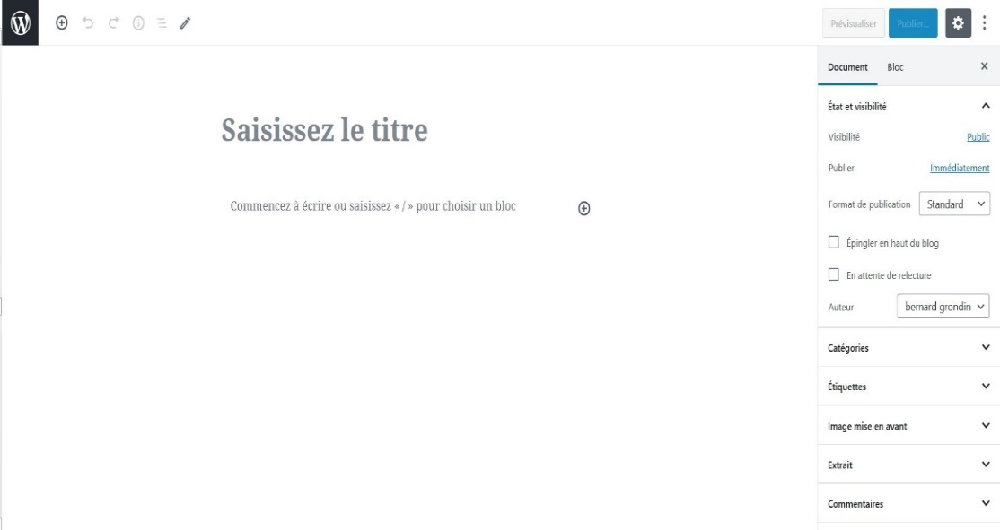 Prévisualiser
Publier...
Document
Bloc
État et visibilité
Visibilité
Public
Publier
Immédiatement
Format de publication
Standard
Épingler en haut du blog
En attente de relecture
Auteur
bernard grondin
Catégories
Étiquettes
Image mise en avant
Extrait
Commentaires
Saisissez le titre
Commencez à écrire ou saisissez « / » pour choisir un bloc